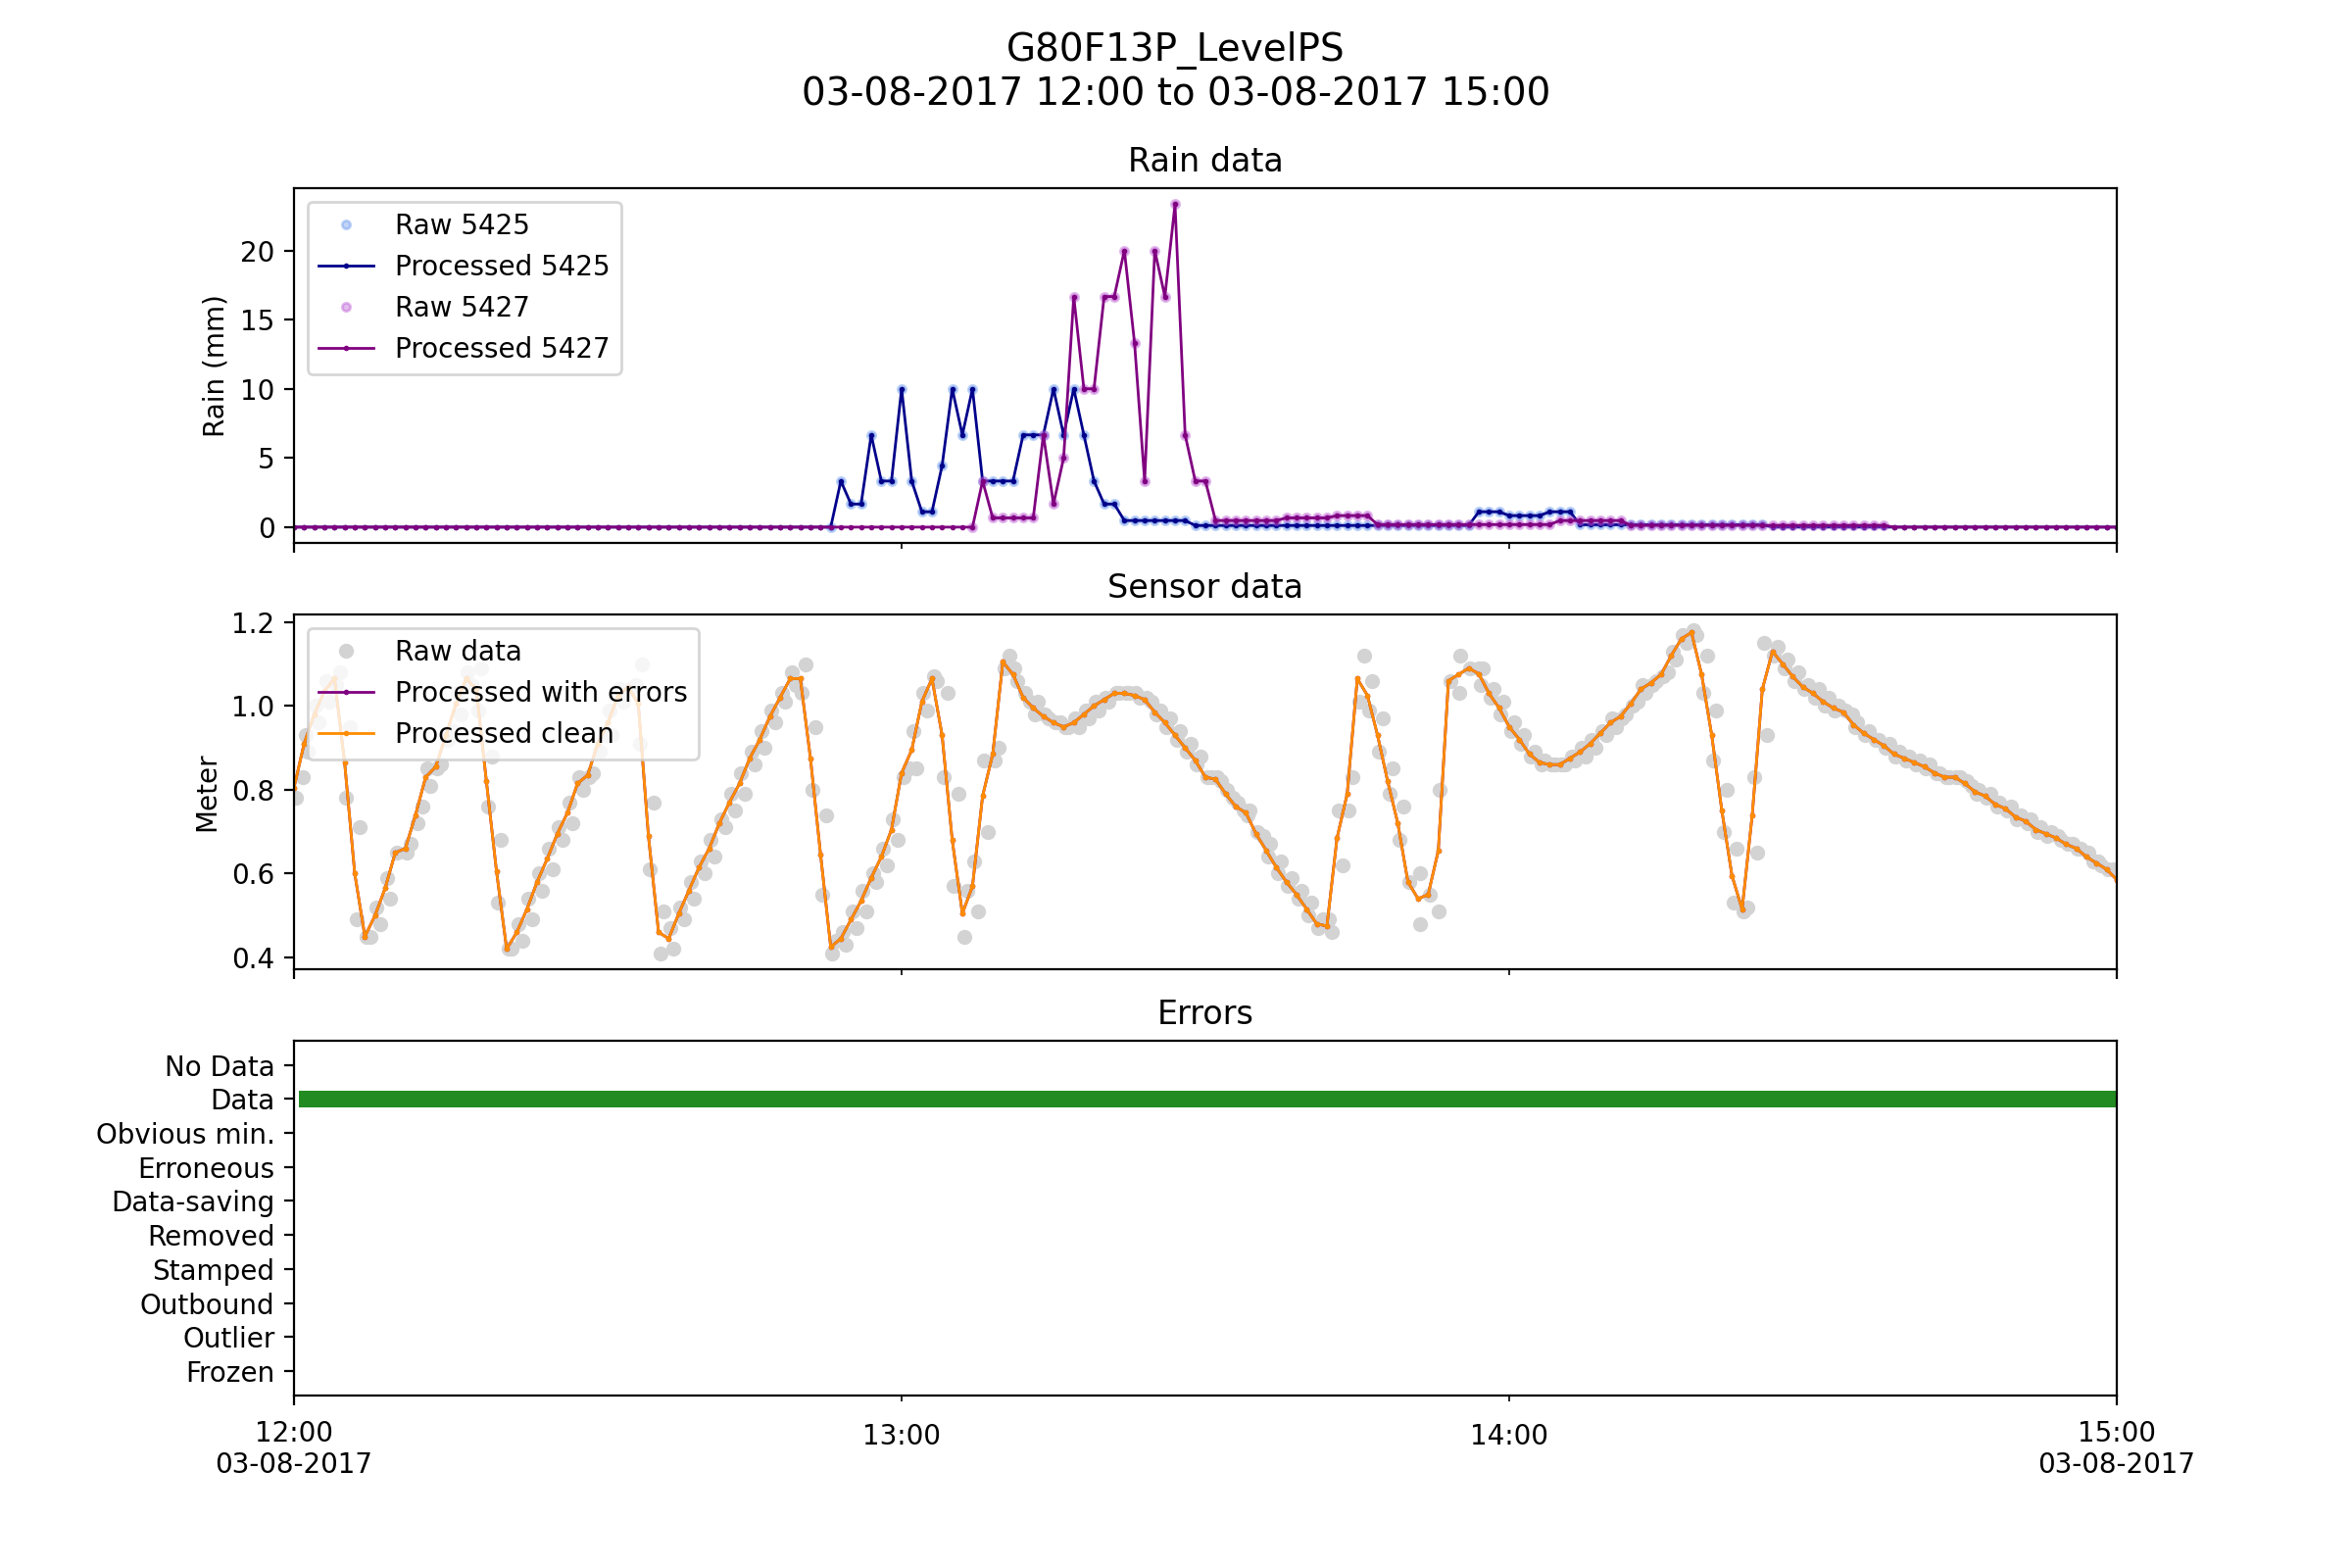 G80F13P_LevelPS
03-08-2017 12:00 to 03-08-2017 15:00
Rain data
Rain (mm)
20
15
10
5
0
Raw 5425
Processed 5425
Raw 5427
Processed 5427
Sensor data
Meter
1.2
1.0
0.8
0.6
0.4
Raw data
Processed with errors
Processed clean
Errors
No Data
Data
Obvious min.
Erroneous
Data-saving
Removed
Stamped
Outbound
Outlier
Frozen
12:00
03-08-2017
13:00
14:00
15:00
03-08-2017